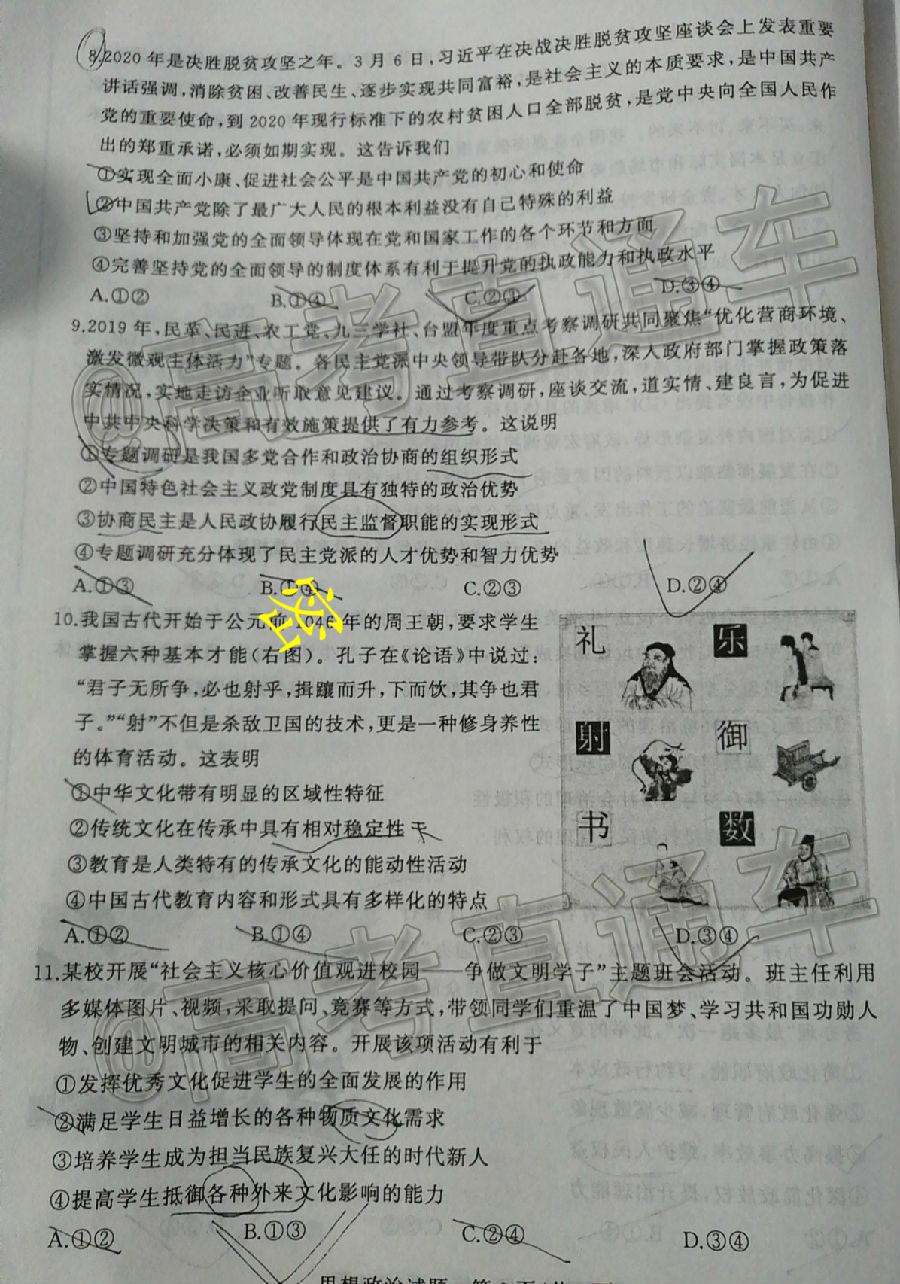 8.2020年是决胜脱贫攻坚之年。3月6日,习近平在决战决胜脱贫攻坚座谈会上发表重要
讲话强调,消除贫困、改善民生、逐步实现共同富裕,是社会主义的本质要求,是中国共产
党的重要使命,到2020年现行标准下的农村贫困人口全部脱贫,是党中央向全国人民作
出的郑重承诺,必须如期实现。这告诉我们
①实现全面小康、促进社会公平是中国共产党的初心和使命
②中国共产党除了最广大人民的根本利益没有自己特殊的利益
③坚持和加强党的全面领导体现在党和国家工作的各个环节和方面
④完善坚持党的全面领导的制度体系有利于提升党的执政能力和执政水平
A.①② B.①④ C.②③ D.③④
9.2019年,民革、民进、农工党、九三学社、台盟年度重点考察调研共同聚焦“优化营商环境、
激发微观主体活力”专题。各民主党派中央领导带队分赴各地,深入政府部门掌握政策落
实情况,实地走访企业听取意见建议。通过考察调研,座谈交流,道实情、建良言,为促进
中共中央科学决策和有效施策提供了有力参考。这说明
①专题调研是我国多党合作和政治协商的组织形式
②中国特色社会主义政党制度具有独特的政治优势
③协商民主是人民政协履行民主监督职能的实现形式
④专题调研充分体现了民主党派的人才优势和智力优势
A.①③ B.①④ C.②③ D.②④
密
10.我国古代开始于公元前1046年的周王朝,要求学生
掌握六种基本才能(右图)。孔子在《论语》中说过:
“君子无所争,必也射乎,揖让而升,下而饮,其争也君
子。”“射”不但是杀敌卫国的技术,更是一种修身养性
的体育活动。这表明
①中华文化带有明显的区域性特征
②传统文化在传承中具有相对稳定性
③教育是人类特有的传承文化的能动性活动
④中国古代教育内容和形式具有多样化的特点
A.①② B.①④ C.②③ D.③④
礼 乐
射 御
书 数
11.某校开展“社会主义核心价值观进校园——争做文明学子”主题班会活动。班主任利用
多媒体图片、视频,采取提问、竞赛等方式,带领同学们重温了中国梦、学习共和国功勋人
物、创建文明城市的相关内容。开展该项活动有利于
①发挥优秀文化促进学生的全面发展的作用
②满足学生日益增长的各种物质文化需求
③培养学生成为担当民族复兴大任的时代新人
④提高学生抵御各种外来文化影响的能力
A.①② B.①③ C.②④ D.③④
@高考直通车
@高考直通车